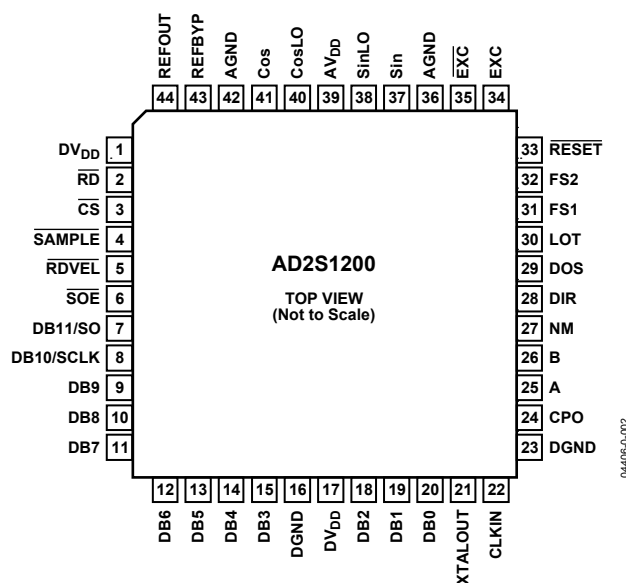 REFOUT
REFBYP
AGND
Cos
CosLO
AVDD
SinLO
Sin
AGND
EXC
EXC
44 43 42 41 40 39 38 37 36 35 34
DVDD 1
RD 2
CS 3
SAMPLE 4
RDVEL 5
SOE 6
DB11/SO 7
DB10/SCLK 8
DB9 9
DB8 10
DB7 11
AD2S1200
TOP VIEW
(Not to Scale)
33 RESET
32 FS2
31 FS1
30 LOT
29 DOS
28 DIR
27 NM
26 B
25 A
24 CPO
23 DGND
12 13 14 15 16 17 18 19 20 21 22
DB6
DB5
DB4
DB3
DGND
DVDD
DB2
DB1
DB0
XTALOUT
CLKIN
04406-0-002